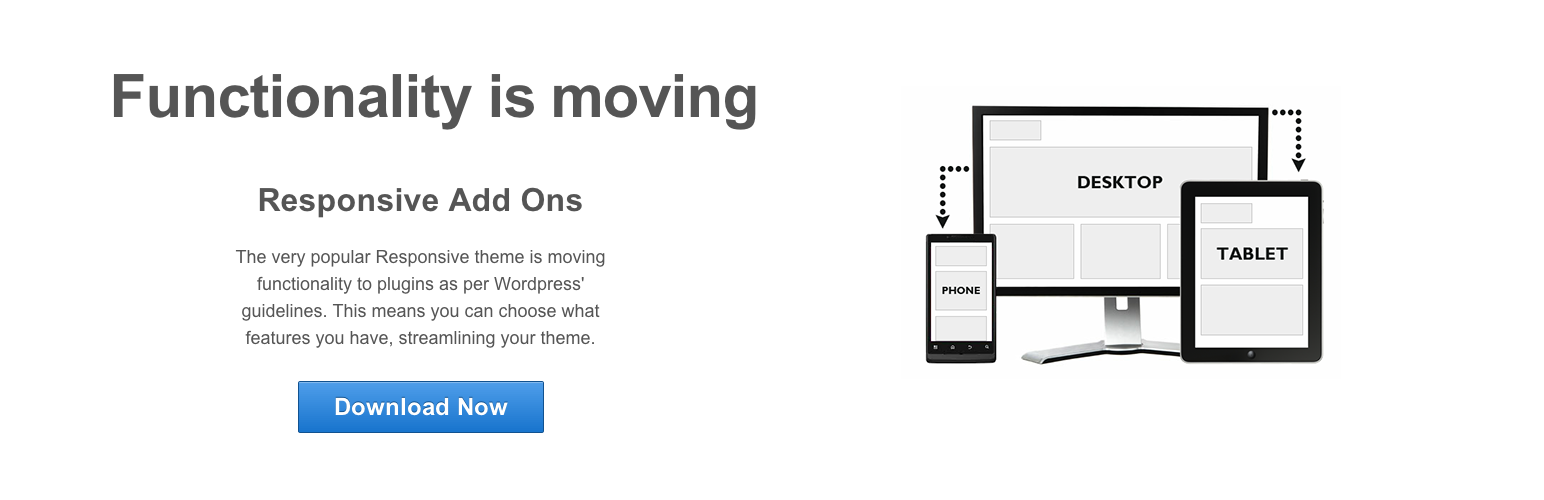 Functionality is moving
Responsive Add Ons
The very popular Responsive theme is moving
functionality to plugins as per Wordpress'
guidelines. This means you can choose what
features you have, streamlining your theme.
Download Now
DESKTOP
TABLET
PHONE